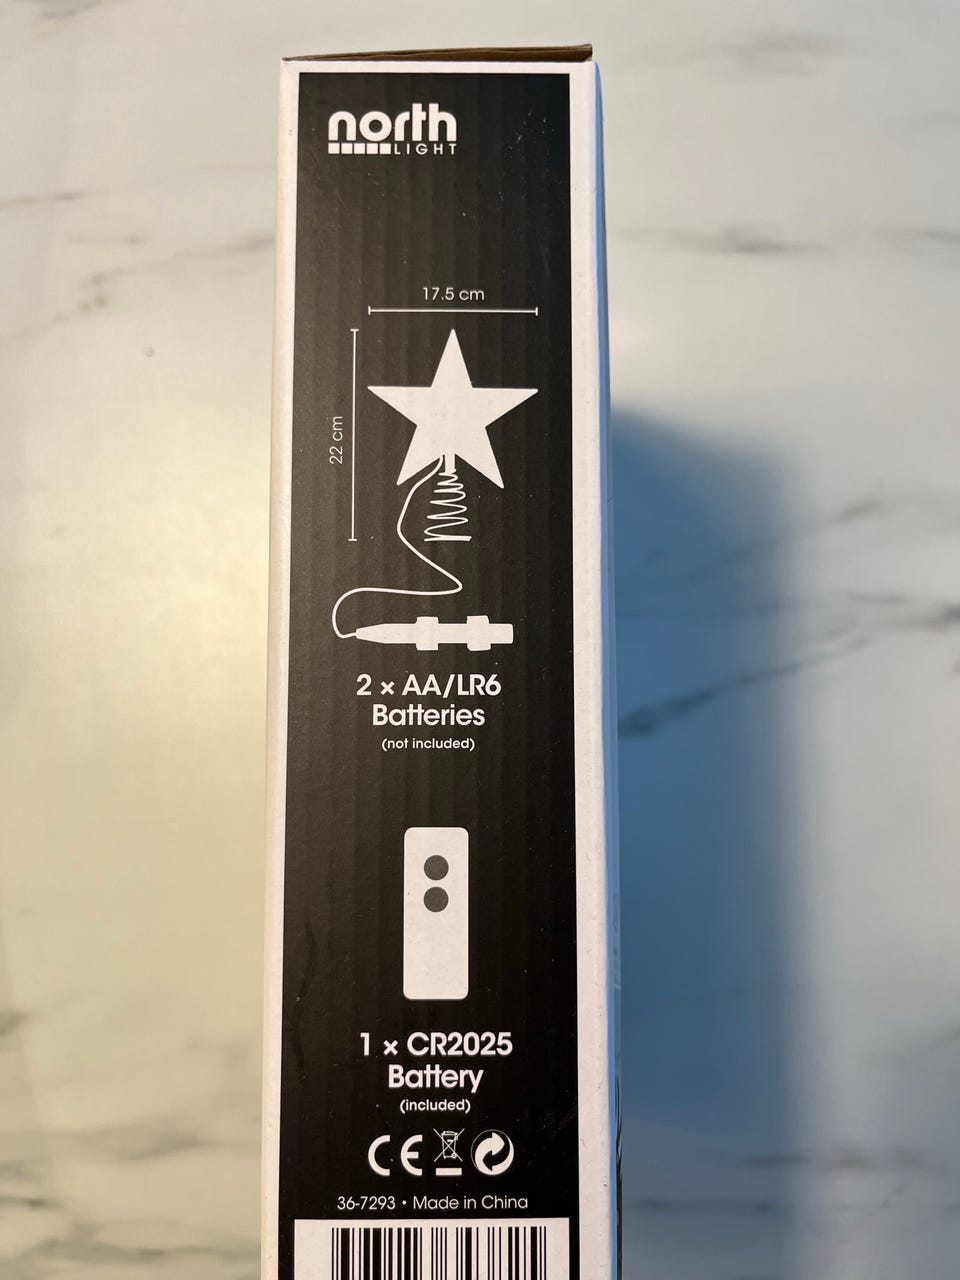 north
LIGHT
17.5 cm
22 cm
2 × AA/LR6
Batteries
(not included)
1 × CR2025
Battery
(included)
CE
36-7293 • Made in China